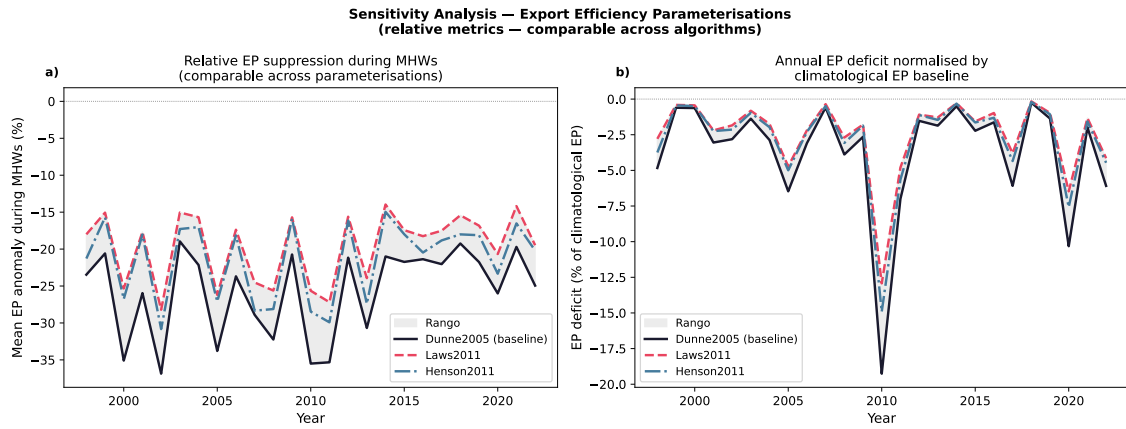 Sensitivity Analysis — Export Efficiency Parameterisations
(relative metrics — comparable across algorithms)
a)
Relative EP suppression during MHWs
(comparable across parameterisations)
Mean EP anomaly during MHWs (%)
0
−5
−10
−15
−20
−25
−30
−35
2000
2005
2010
2015
2020
Year
Rango
Dunne2005 (baseline)
Laws2011
Henson2011
b)
Annual EP deficit normalised by
climatological EP baseline
EP deficit (% of climatological EP)
0.0
−2.5
−5.0
−7.5
−10.0
−12.5
−15.0
−17.5
−20.0
2000
2005
2010
2015
2020
Year
Rango
Dunne2005 (baseline)
Laws2011
Henson2011